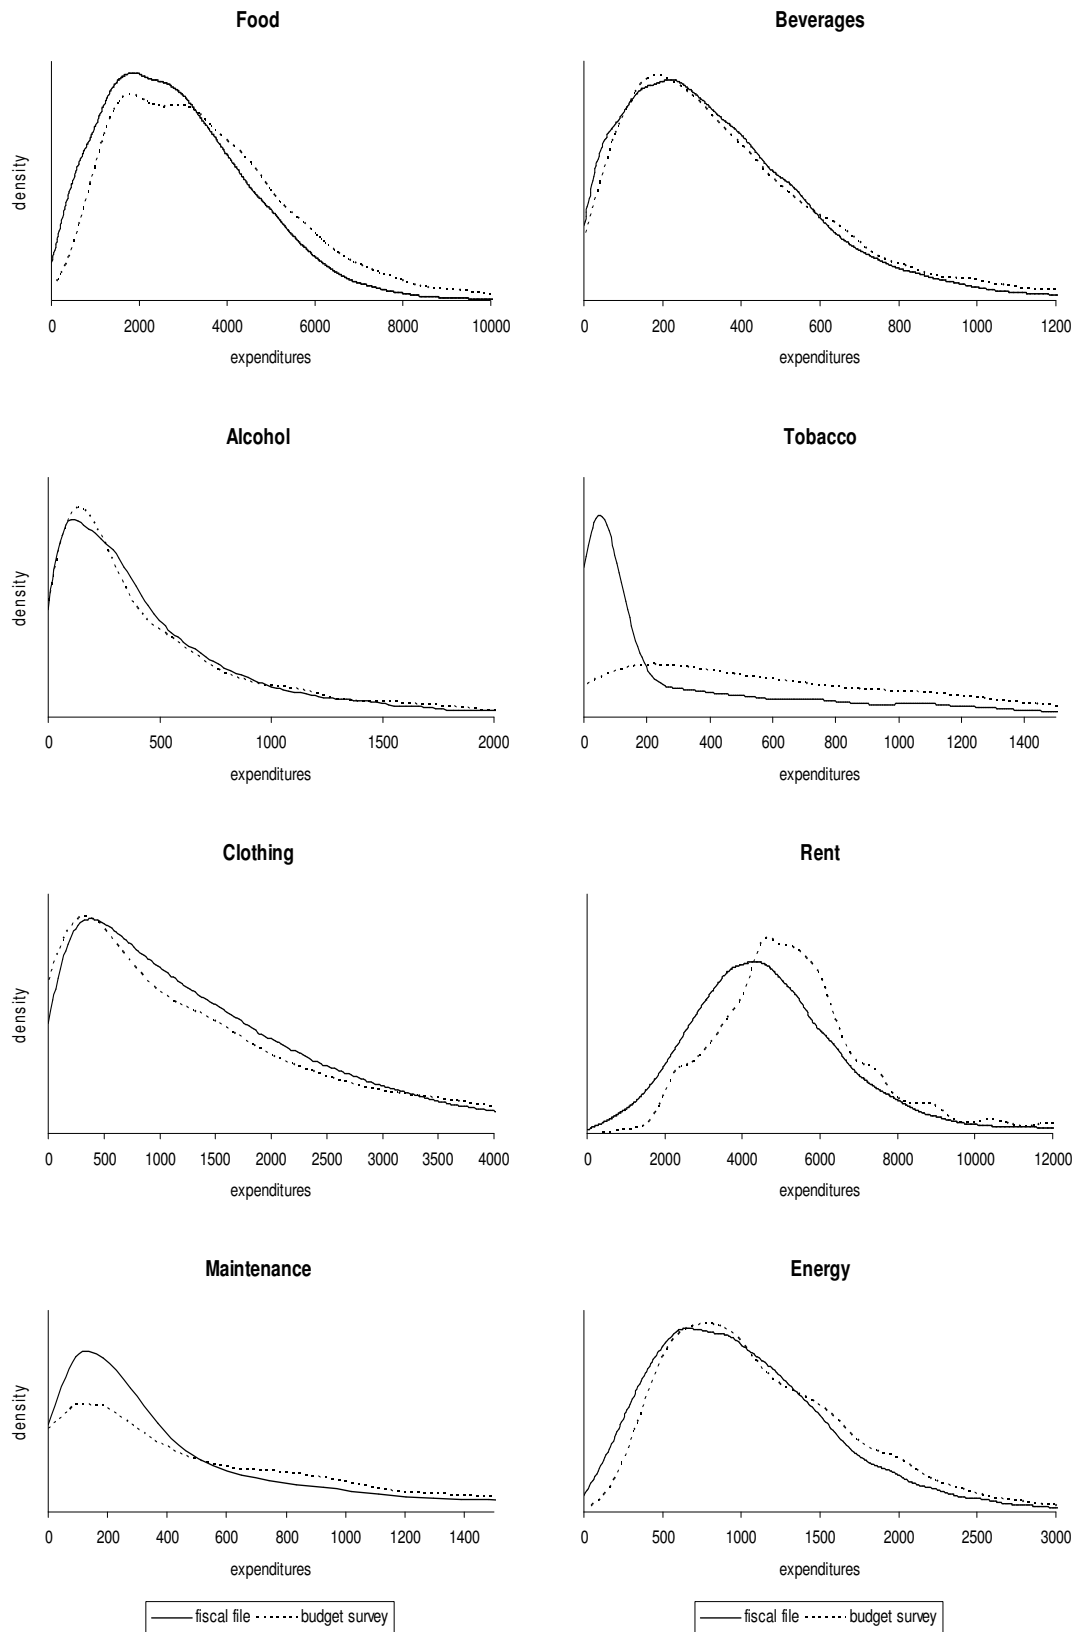 Food
density
0 2000 4000 6000 8000 10000
expenditures
Beverages
0 200 400 600 800 1000 1200
expenditures
Alcohol
density
0 500 1000 1500 2000
expenditures
Tobacco
0 200 400 600 800 1000 1200 1400
expenditures
Clothing
density
0 500 1000 1500 2000 2500 3000 3500 4000
expenditures
Rent
0 2000 4000 6000 8000 10000 12000
expenditures
Maintenance
density
0 200 400 600 800 1000 1200 1400
expenditures
Energy
0 500 1000 1500 2000 2500 3000
expenditures
fiscal file budget survey
fiscal file budget survey